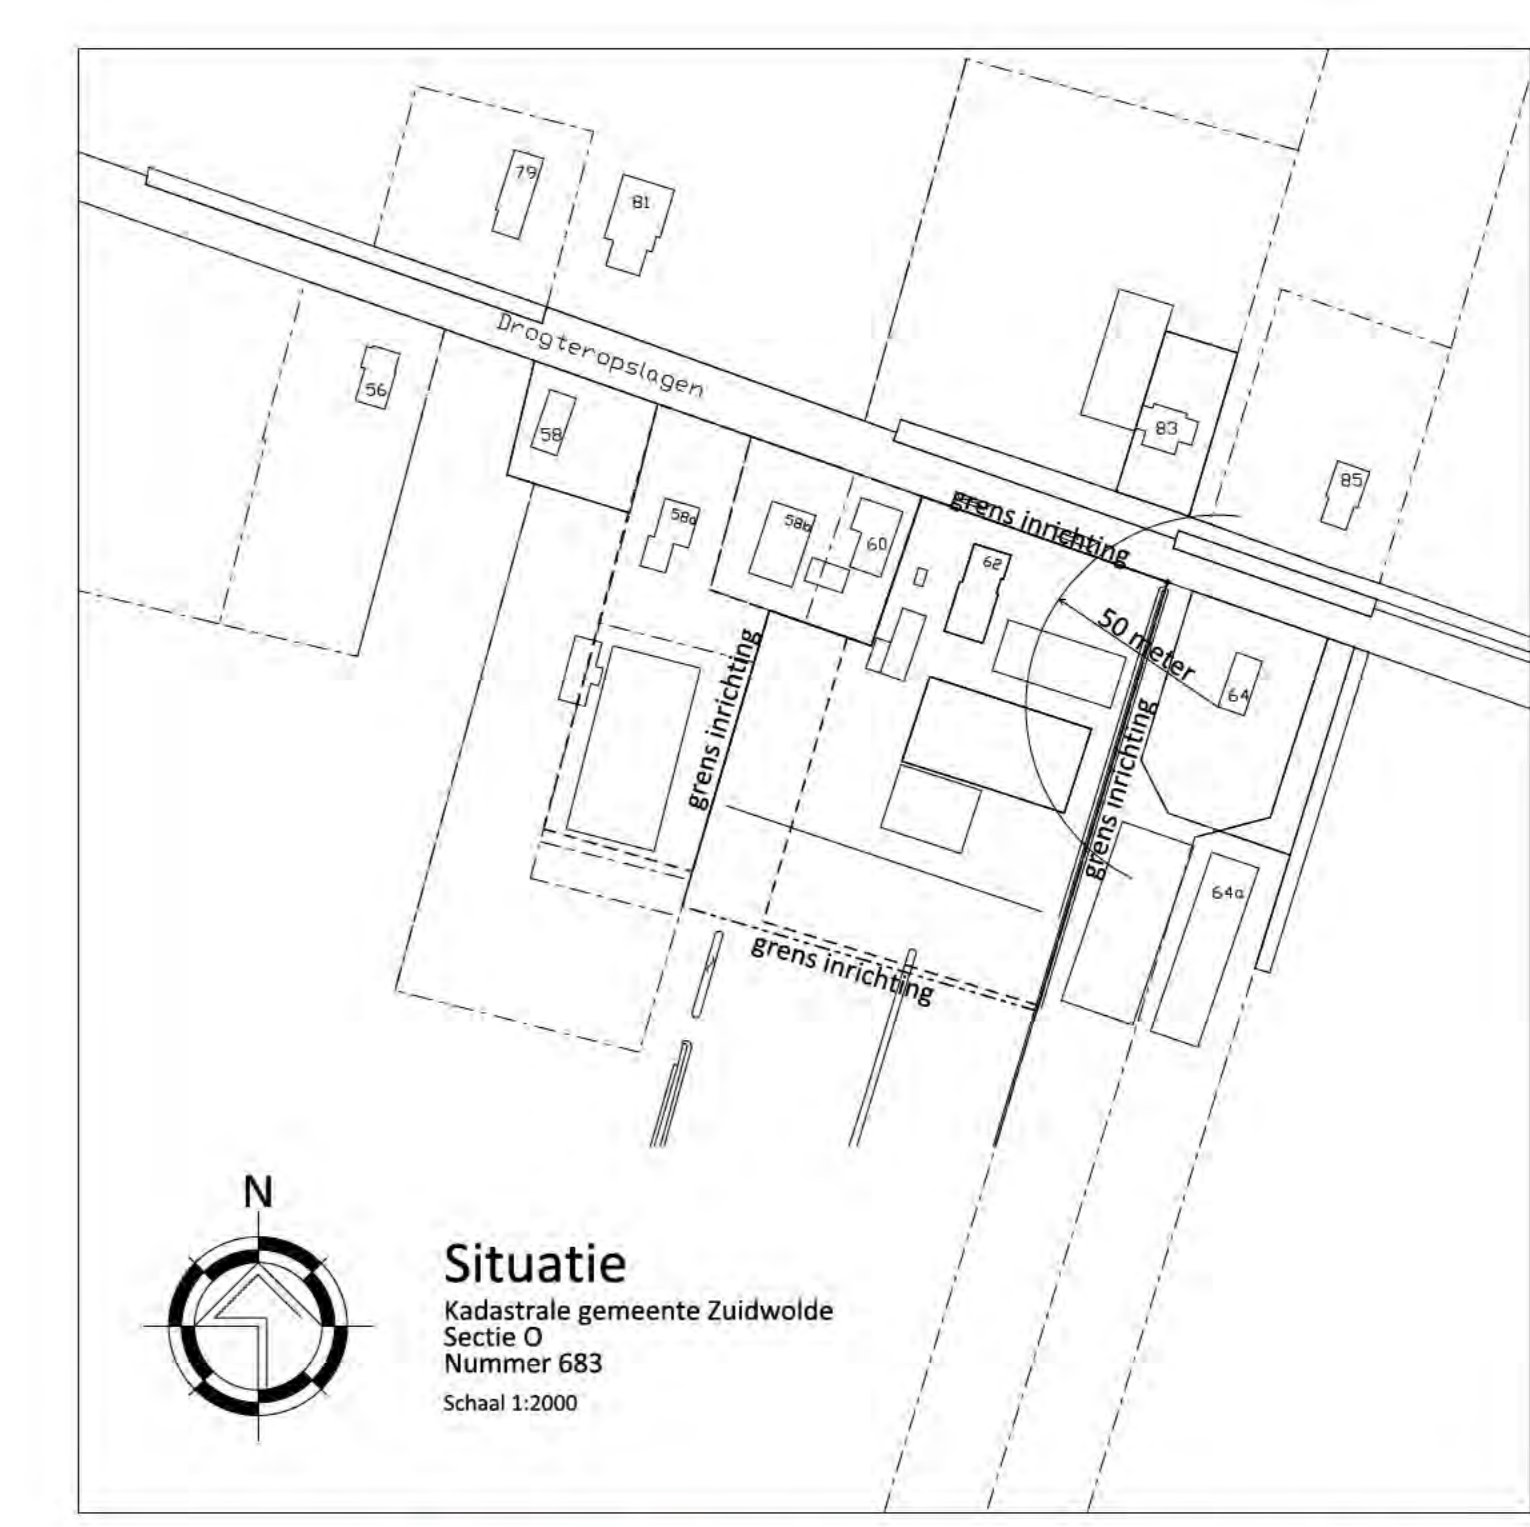 79
81
Drogteropslagen
56
58
83
85
58a
58b
60
62
grens inrichting
50 meter
64
grens inrichting
grens inrichting
64a
grens inrichting
N
Situatie
Kadastrale gemeente Zuidwolde
Sectie O
Nummer 683
Schaal 1:2000